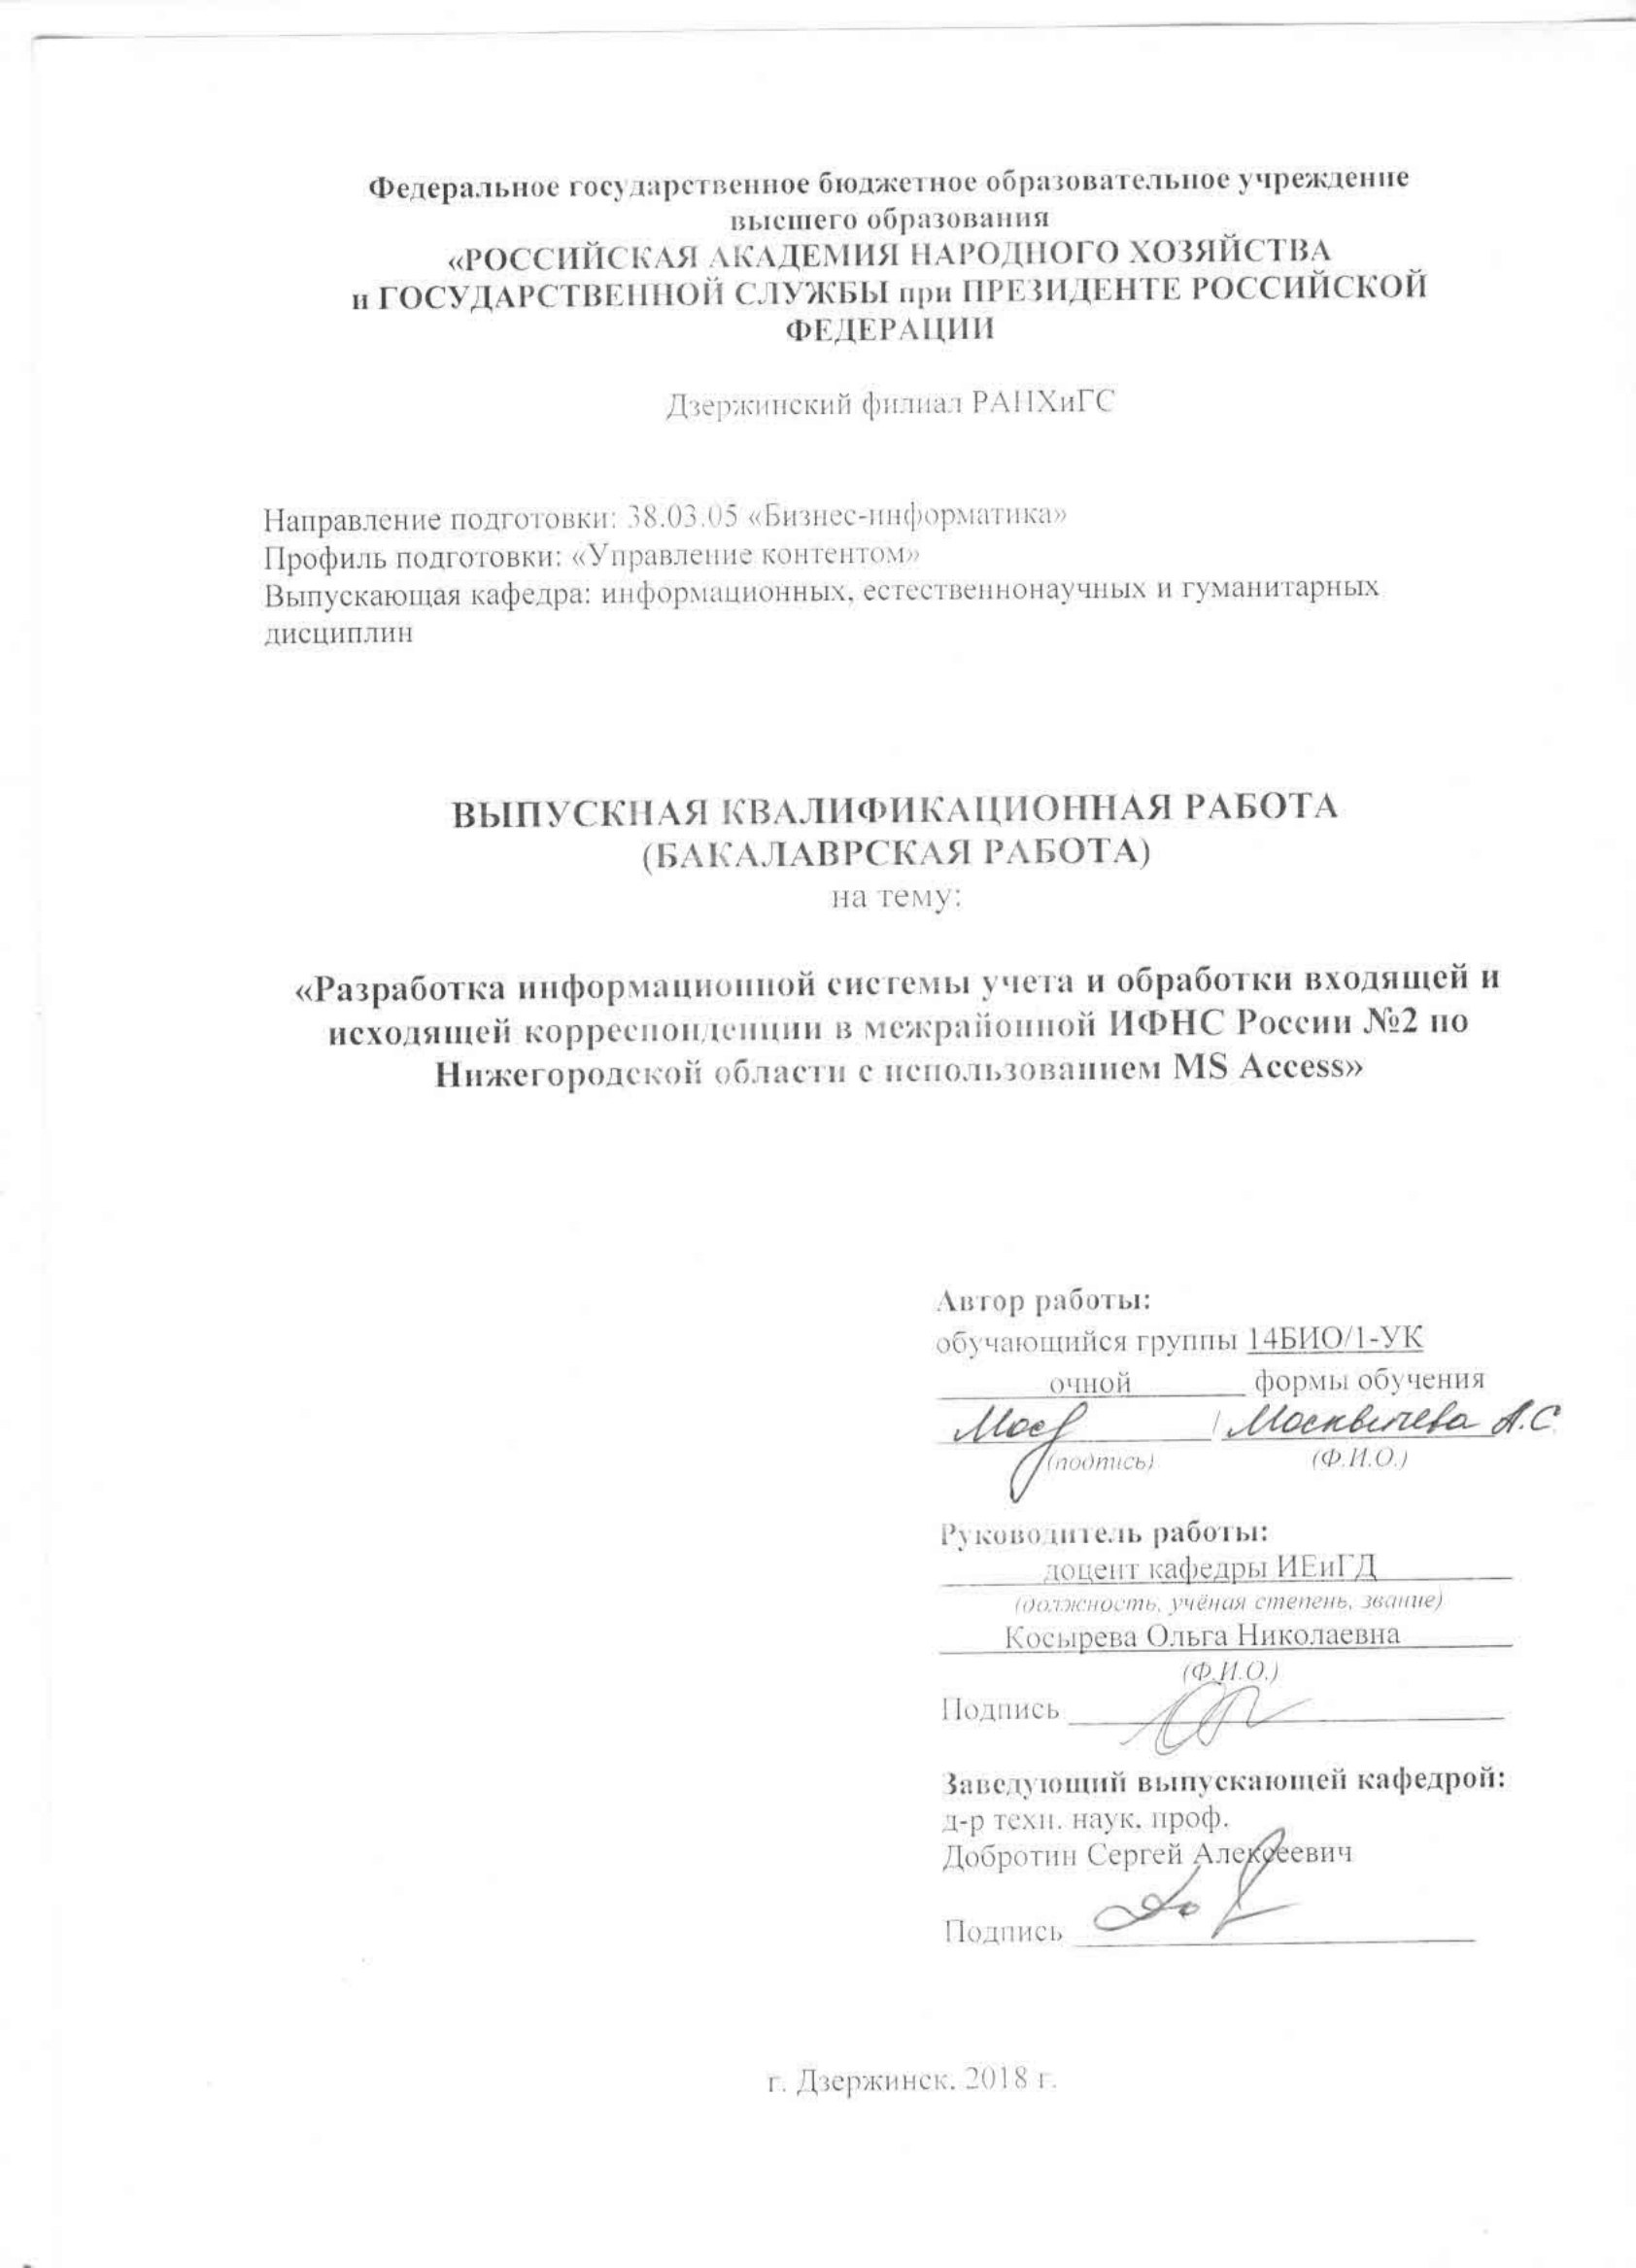 Федеральное государственное бюджетное образовательное учреждение
высшего образования
«РОССИЙСКАЯ АКАДЕМИЯ НАРОДНОГО ХОЗЯЙСТВА
и ГОСУДАРСТВЕННОЙ СЛУЖБЫ при ПРЕЗИДЕНТЕ РОССИЙСКОЙ
ФЕДЕРАЦИИ
Дзержинский филиал РАНХиГС
Направление подготовки: 38.03.05 «Бизнес-информатика»
Профиль подготовки: «Управление контентом»
Выпускающая кафедра: информационных, естественнонаучных и гуманитарных
дисциплин
ВЫПУСКНАЯ КВАЛИФИКАЦИОННАЯ РАБОТА
(БАКАЛАВРСКАЯ РАБОТА)
на тему:
«Разработка информационной системы учета и обработки входящей и
исходящей корреспонденции в межрайонной ИФНС России №2 по
Нижегородской области с использованием MS Access»
Автор работы:
обучающийся группы 14БИО/1-УК
очной формы обучения
/ Москвичева А.С
(подпись) (Ф.И.О.)
Руководитель работы:
доцент кафедры ИЕиГД
(должность, учёная степень, звание)
Косырева Ольга Николаевна
(Ф.И.О.)
Подпись
Заведующий выпускающей кафедрой:
д-р техн. наук, проф.
Добротин Сергей Алексеевич
Подпись
г. Дзержинск, 2018 г.